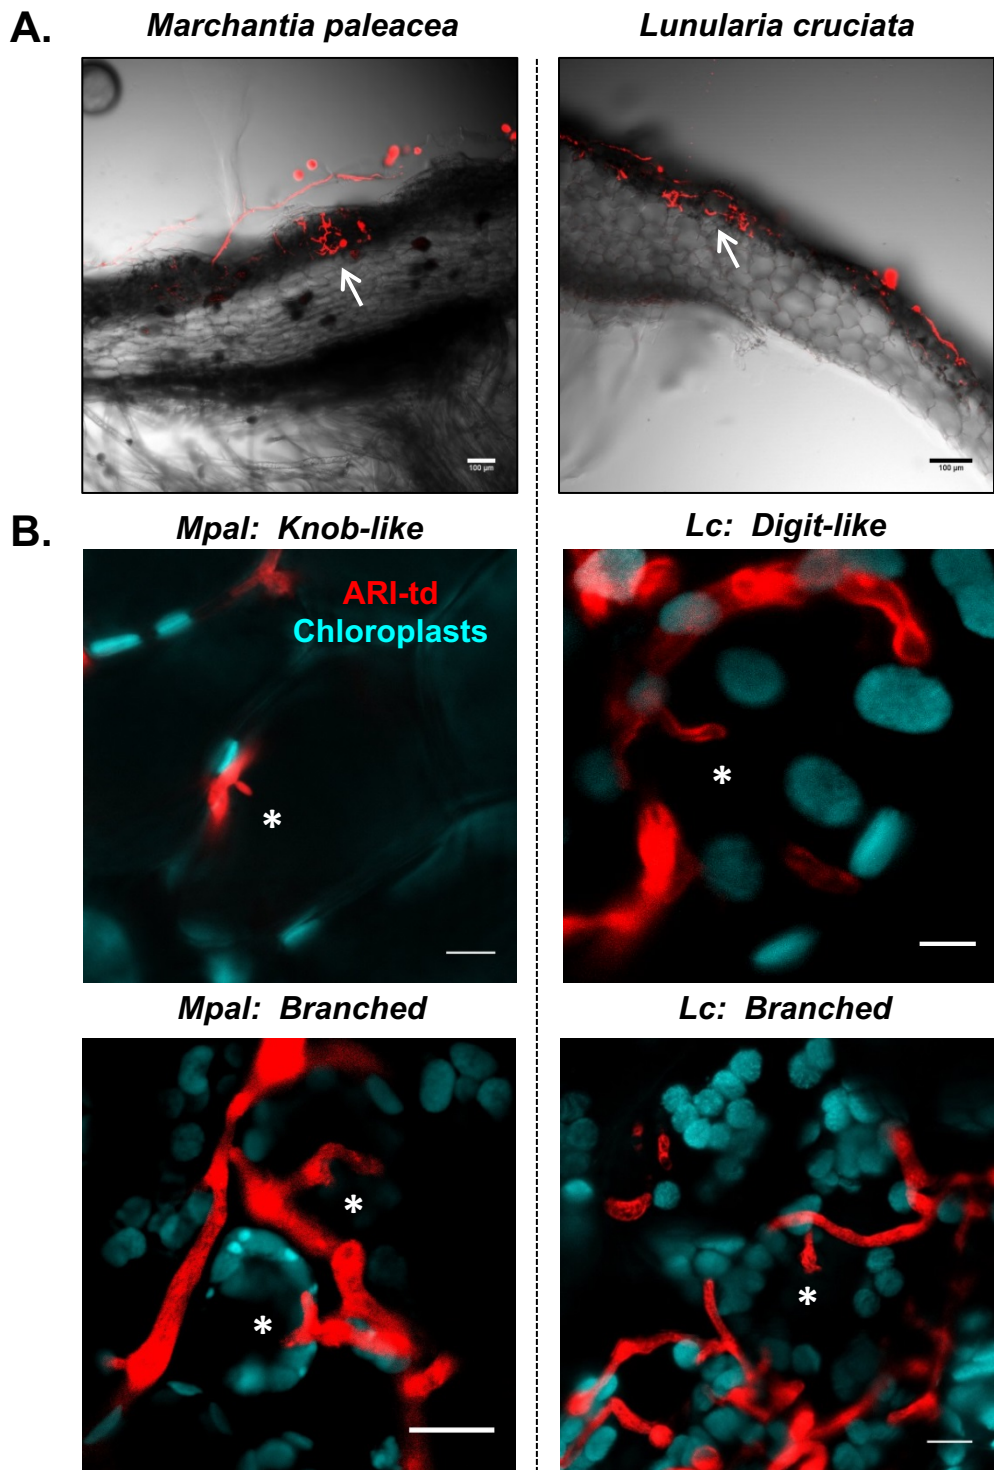 A.
Marchantia paleacea
Lunularia cruciata
100 µm
100 µm
B.
Mpal: Knob-like
Lc: Digit-like
ARI-td
Chloroplasts
*
*
Mpal: Branched
Lc: Branched
*
*
*